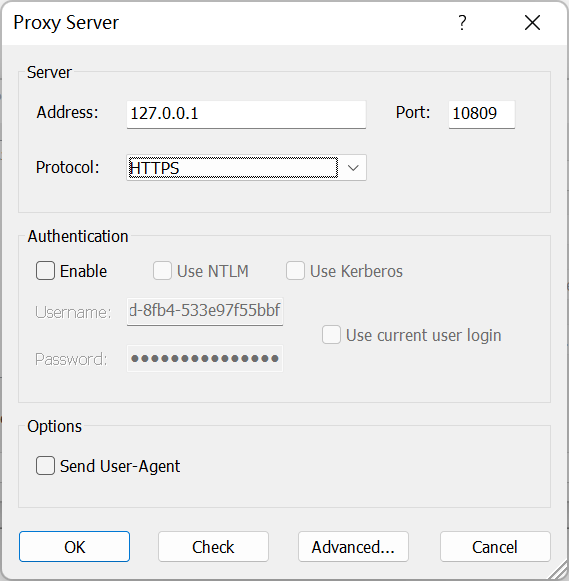 Proxy Server ?
Server
Address: 127.0.0.1 Port: 10809
Protocol: HTTPS
Authentication
Enable Use NTLM Use Kerberos
Username: d-8fb4-533e97f55bbf
Use current user login
Password: ●●●●●●●●●●●●●●●
Options
Send User-Agent
OK Check Advanced... Cancel